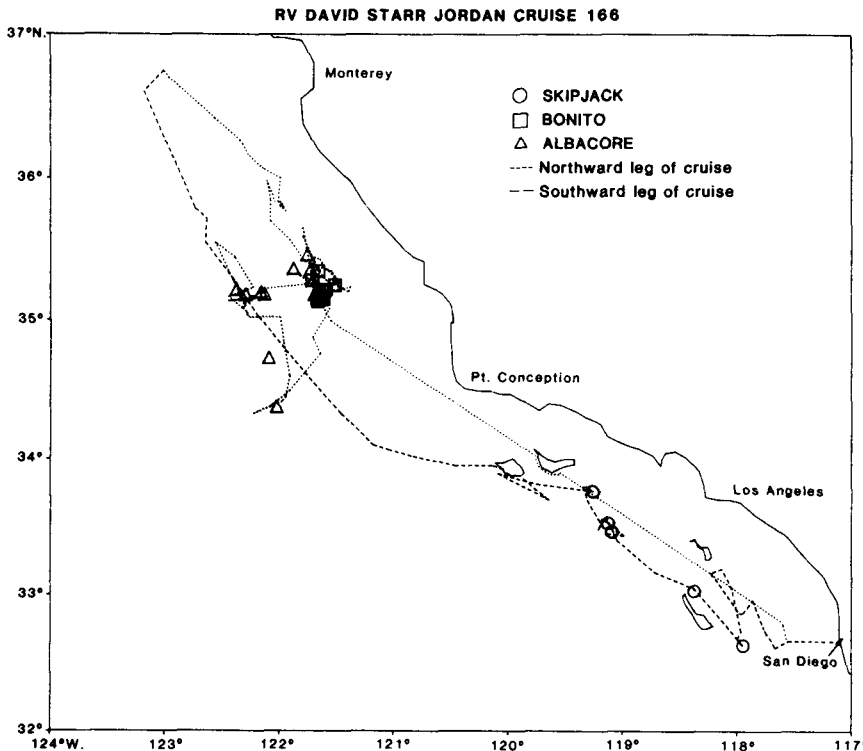 RV DAVID STARR JORDAN CRUISE 166
37°N.
Monterey
SKIPJACK
BONITO
ALBACORE
Northward leg of cruise
Southward leg of cruise
36°
35°
Pt. Conception
34°
Los Angeles
33°
San Diego
32°
124°W.
123°
122°
121°
120°
119°
118°
117